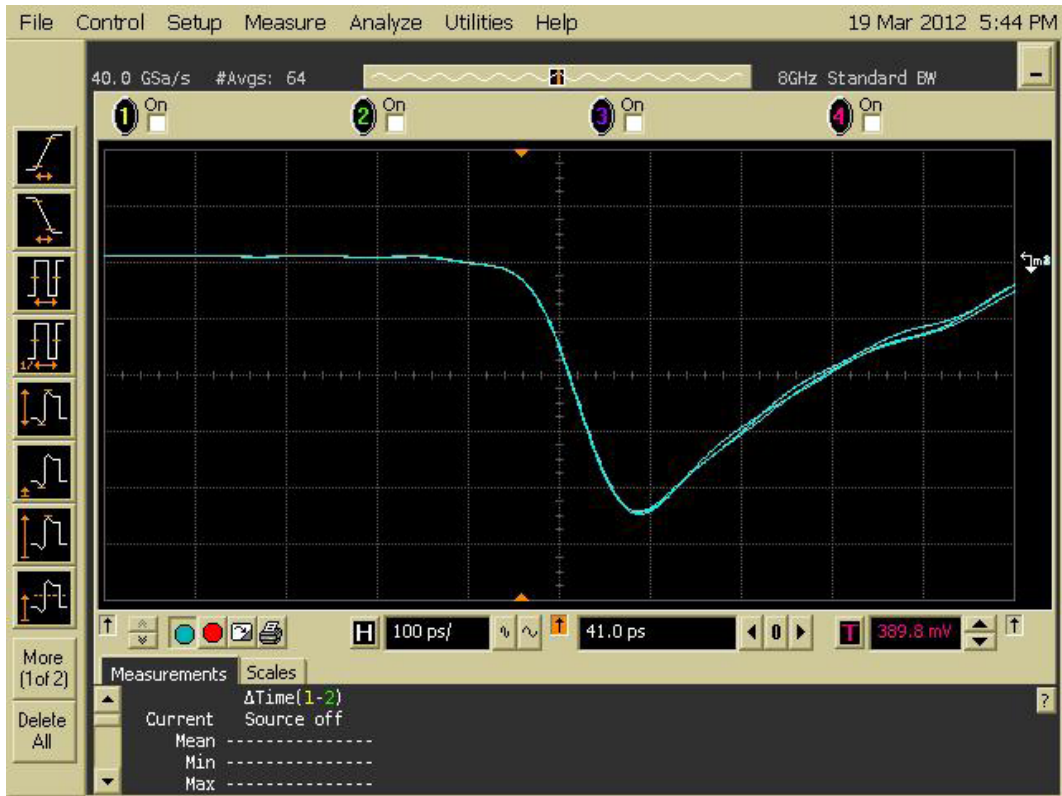 File Control Setup Measure Analyze Utilities Help 19 Mar 2012 5:44 PM
40.0 GSa/s #Avgs: 64 8GHz Standard BW
1 On 2 On 3 On 4 On
H 100 ps/ 41.0 ps 0 T 389.8 mV
More
(1of 2)
Delete
All
Measurements Scales
ΔTime(1-2)
Current Source off
Mean ---------------
Min ---------------
Max ---------------
?
1/